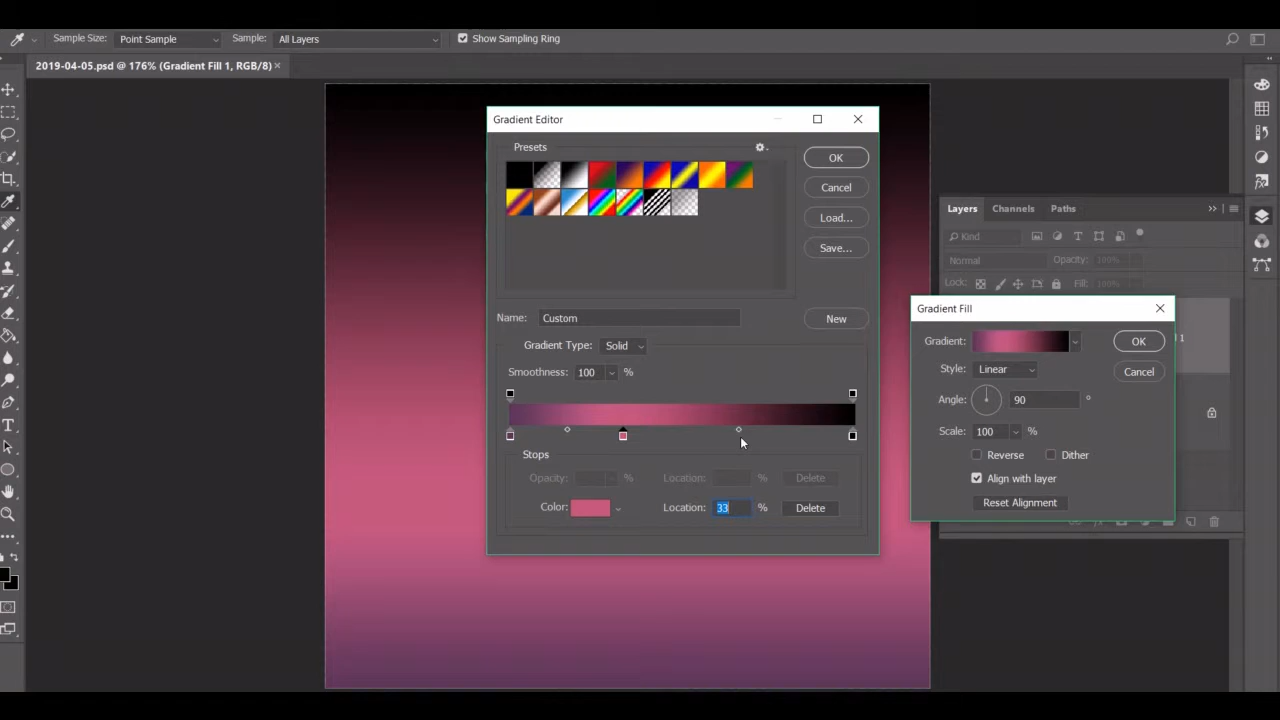 Sample Size: Point Sample Sample: All Layers Show Sampling Ring
2019-04-05.psd @ 176% (Gradient Fill 1, RGB/8) ×
Gradient Editor
Presets
OK
Cancel
Load...
Save...
Name: Custom New
Gradient Type: Solid
Smoothness: 100 %
Stops
Opacity: % Location: % Delete
Color: Location: 33 % Delete
Layers Channels Paths
Kind
Normal Opacity: 100%
Lock: Fill: 100%
1
Gradient Fill
Gradient: OK
Style: Linear Cancel
Angle: 90 °
Scale: 100 %
Reverse Dither
Align with layer
Reset Alignment